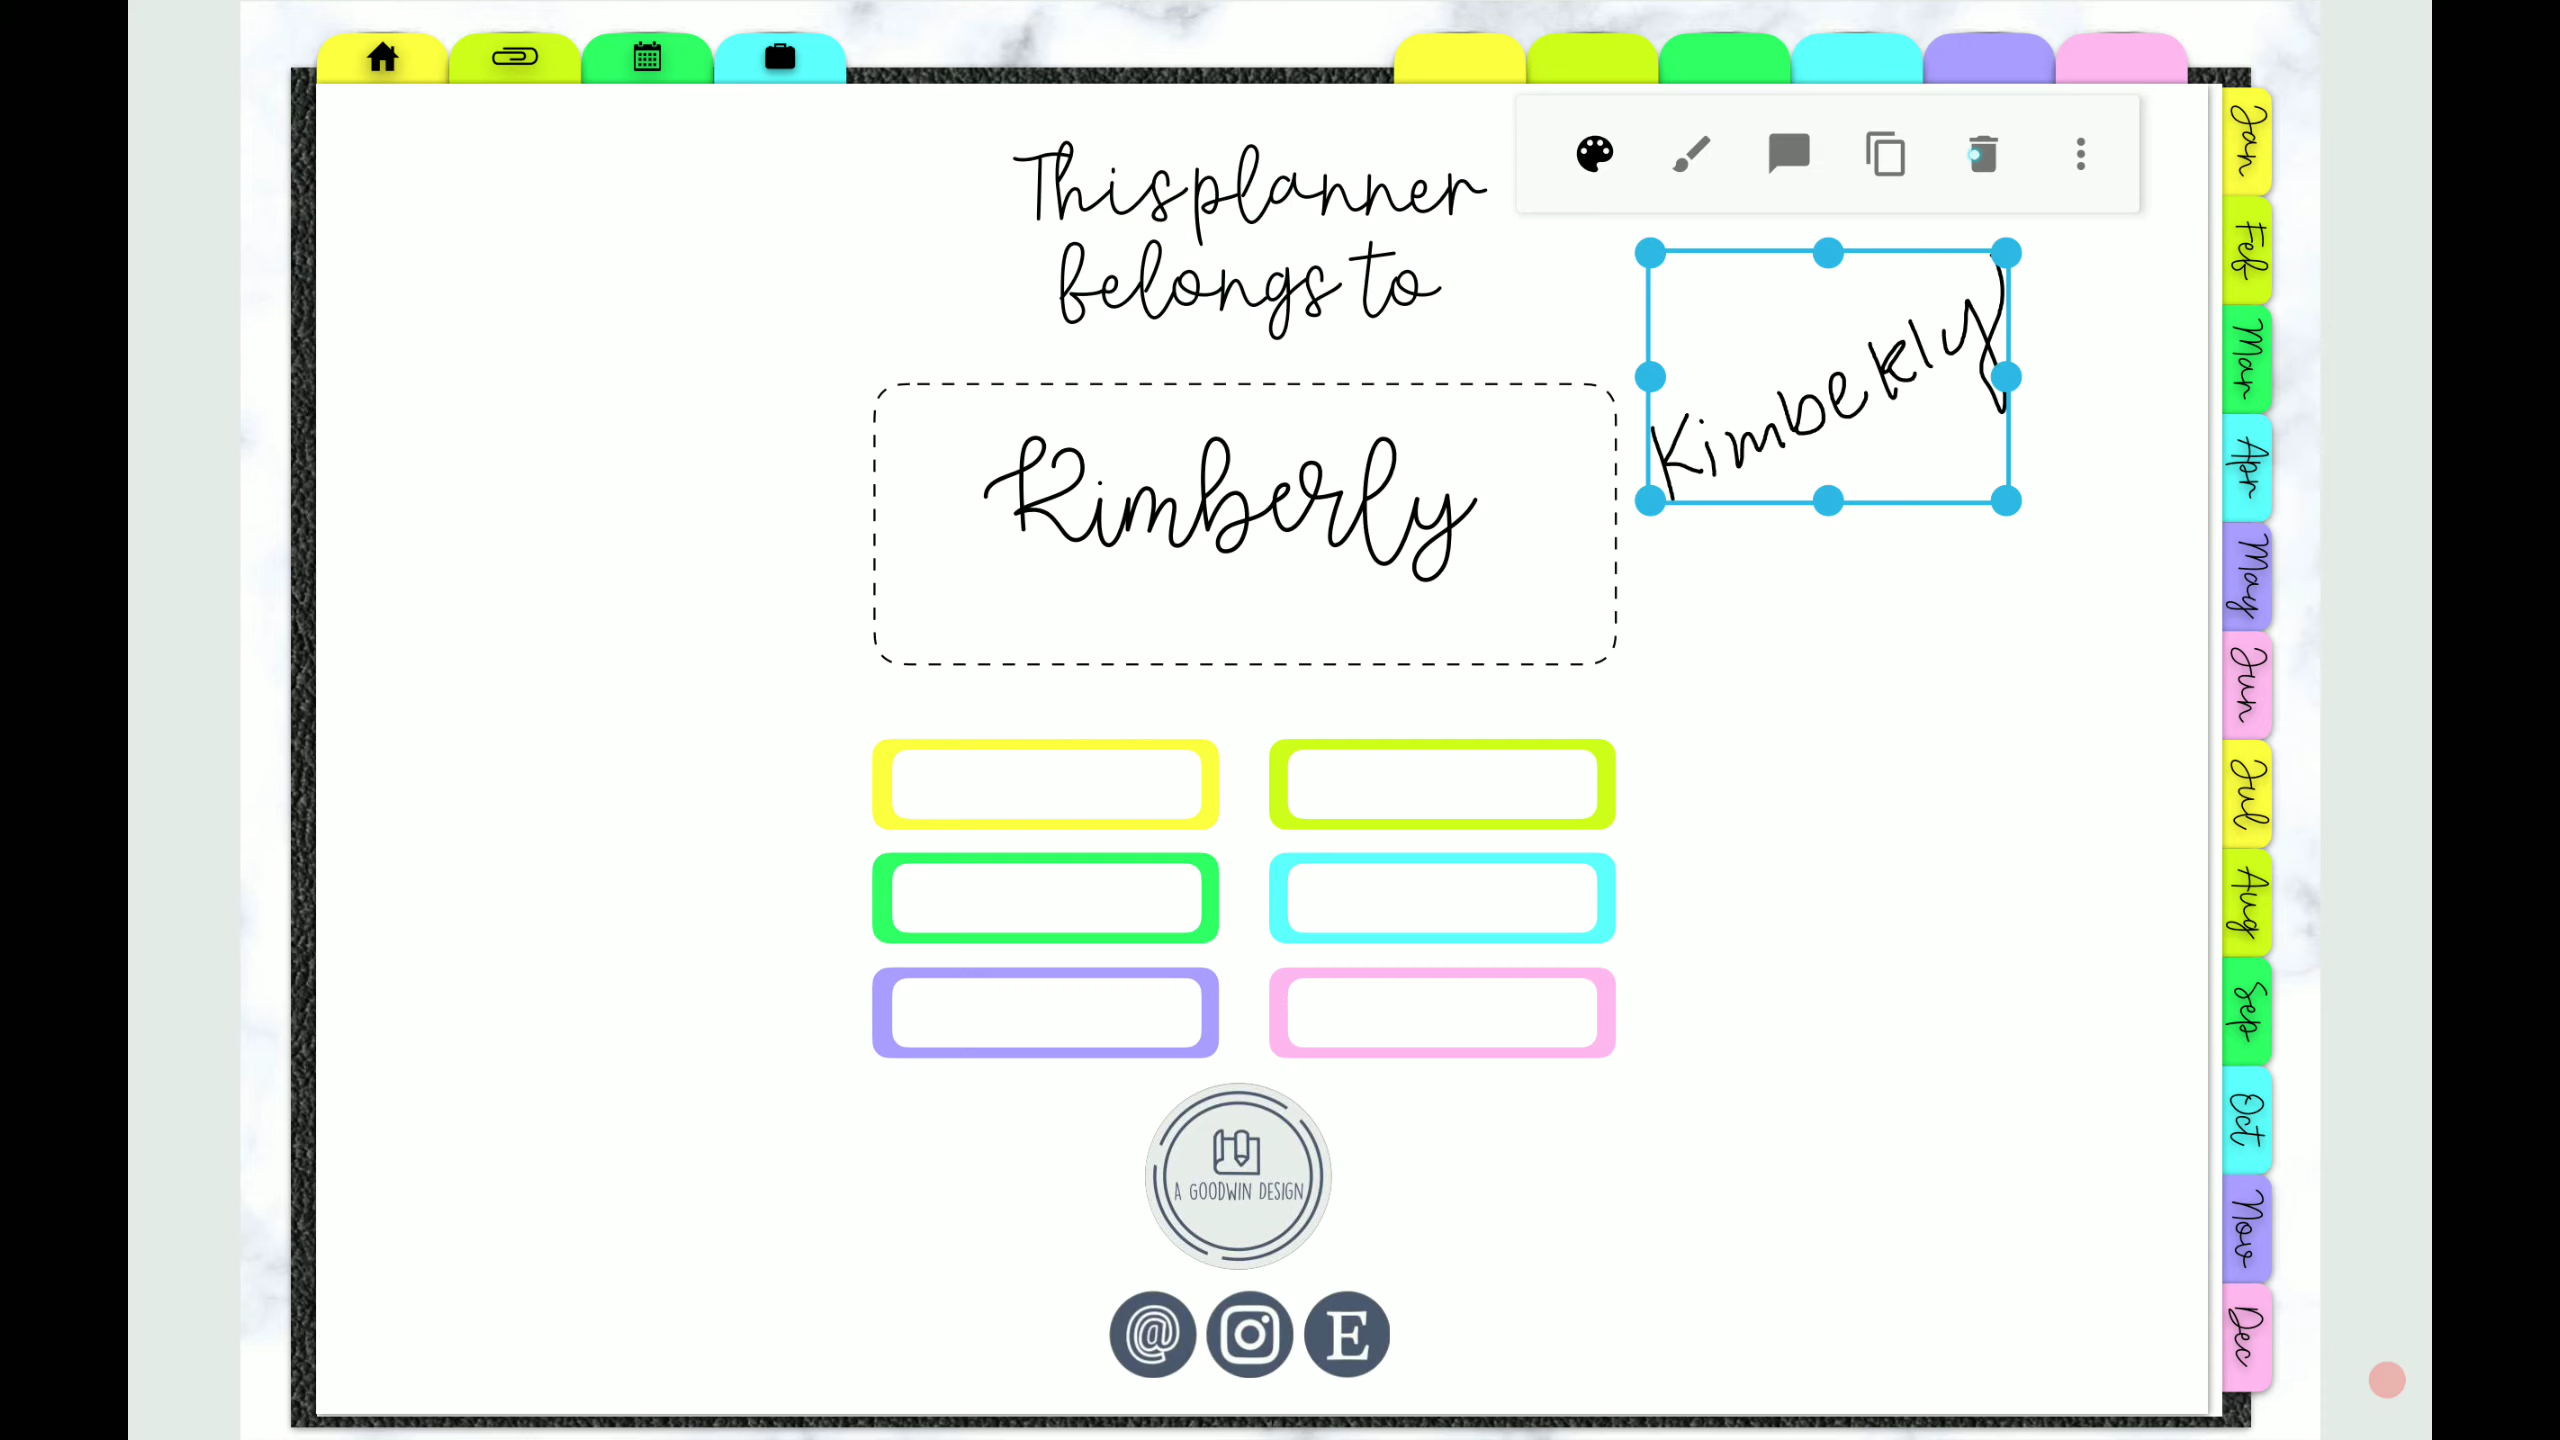 This planner
belongs to
Kimberly
Kimbekly
Jan
Feb
Mar
Apr
May
Jun
Jul
Aug
Sep
Oct
Nov
Dec
A GOODWIN DESIGN
@
E